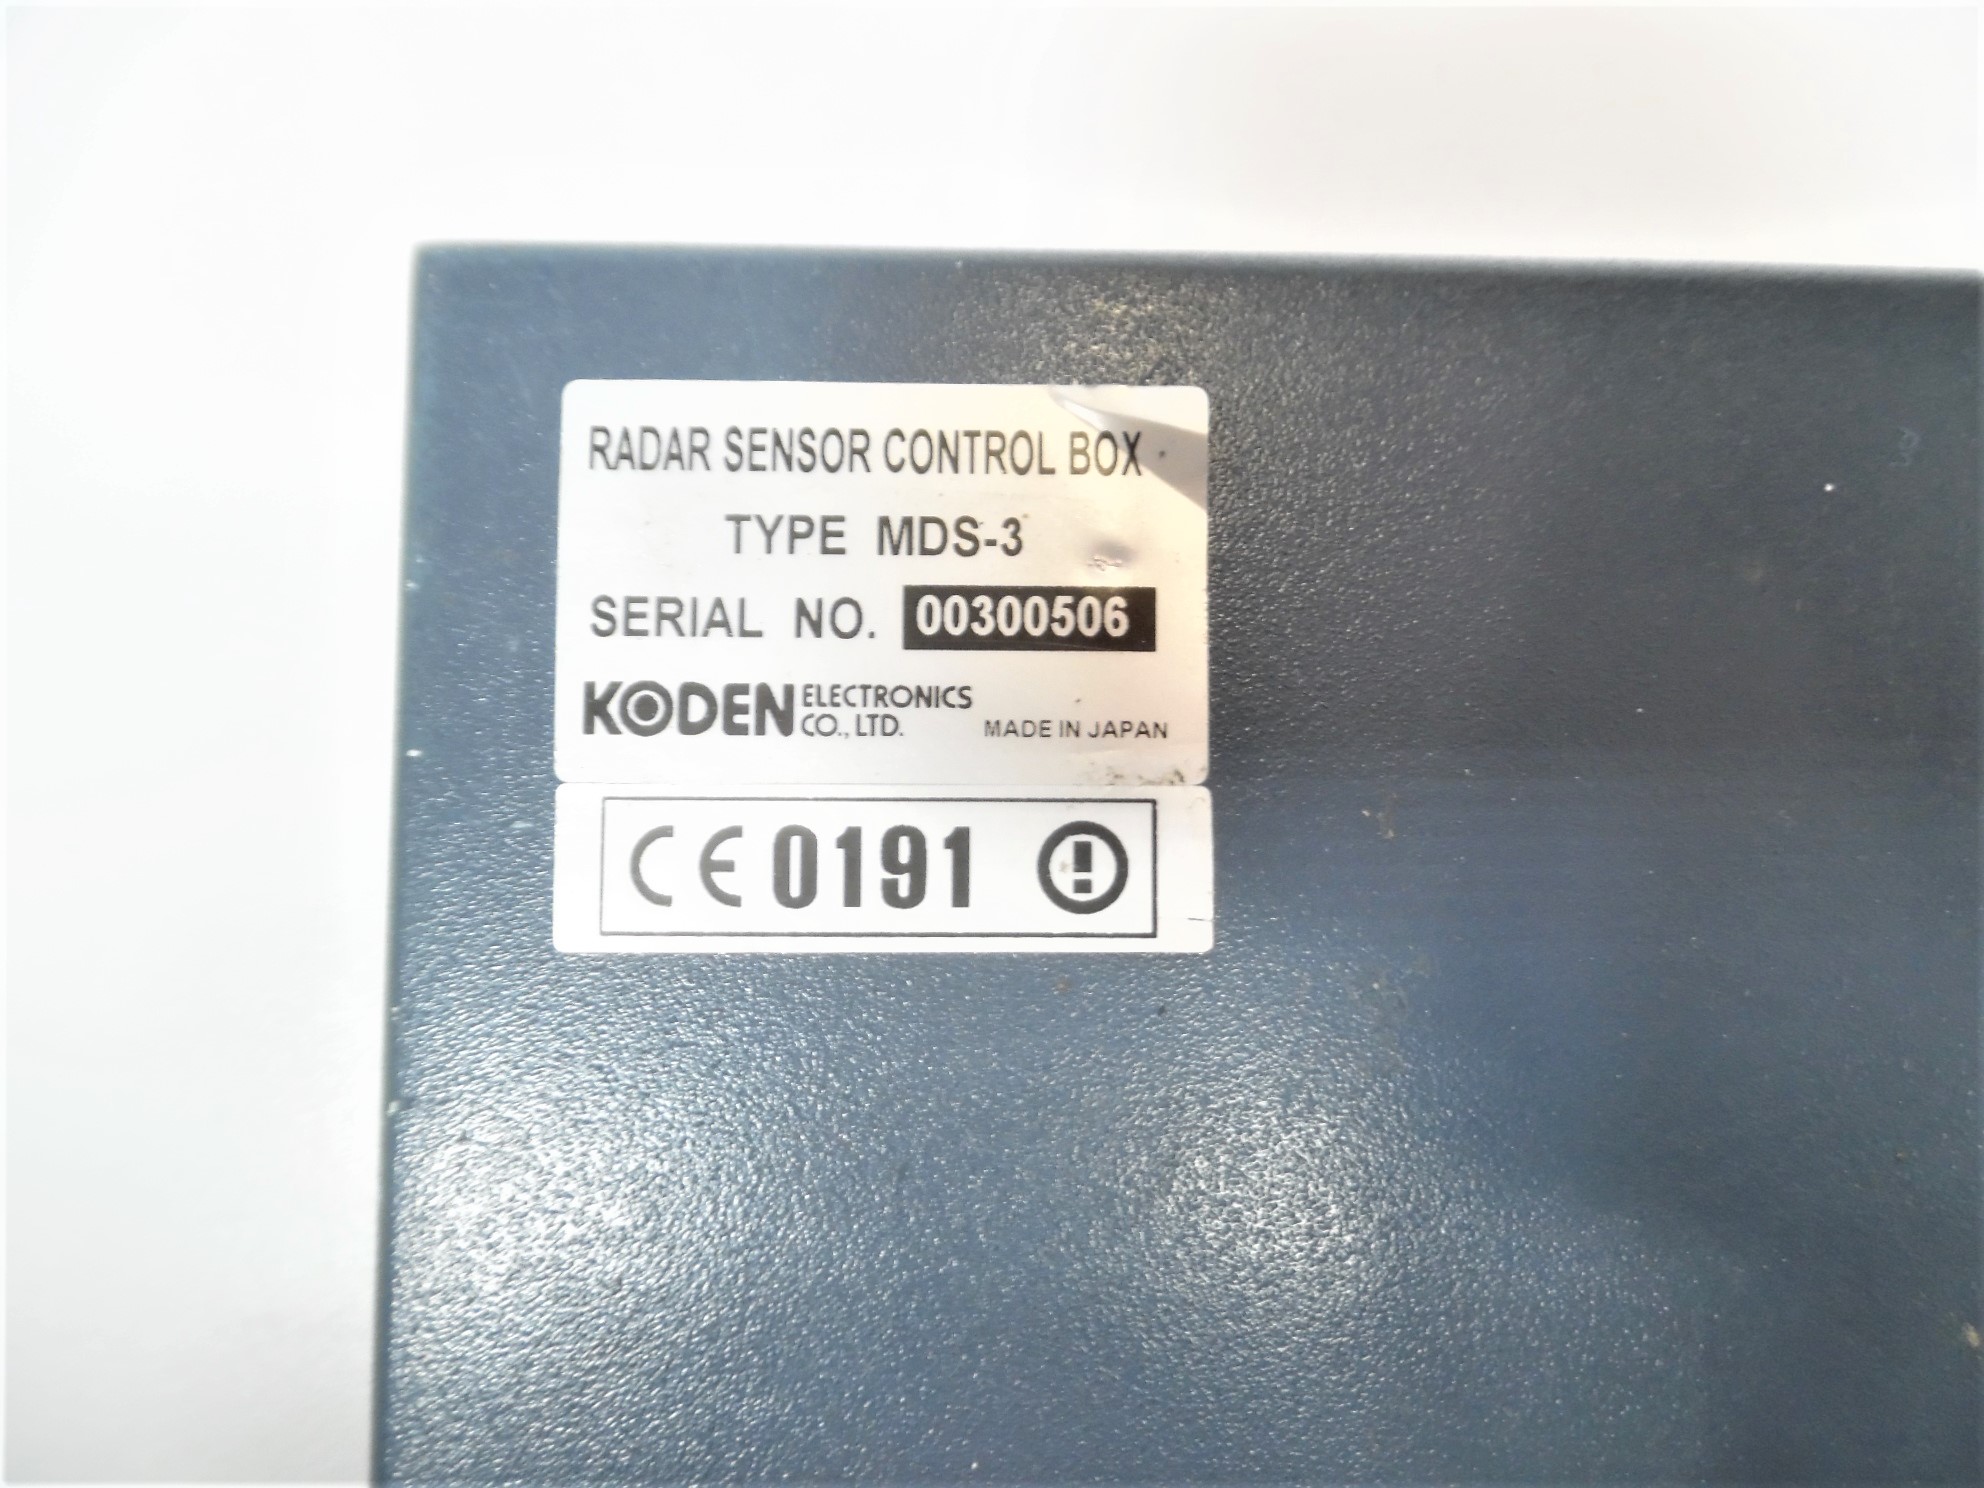 RADAR SENSOR CONTROL BOX
TYPE MDS-3
SERIAL NO. 00300506
KODEN ELECTRONICS CO., LTD. MADE IN JAPAN
CE 0191